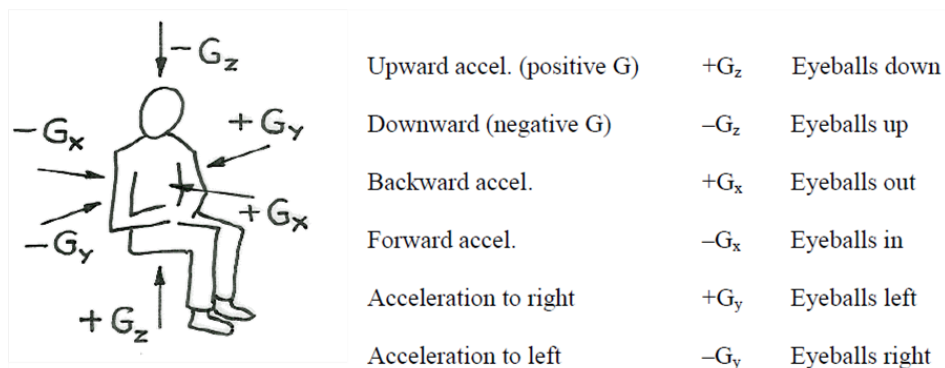 −Gz
−Gx
+Gy
−Gy
+Gx
+Gz
Upward accel. (positive G) +Gz Eyeballs down
Downward (negative G) −Gz Eyeballs up
Backward accel. +Gx Eyeballs out
Forward accel. −Gx Eyeballs in
Acceleration to right +Gy Eyeballs left
Acceleration to left −Gy Eyeballs right